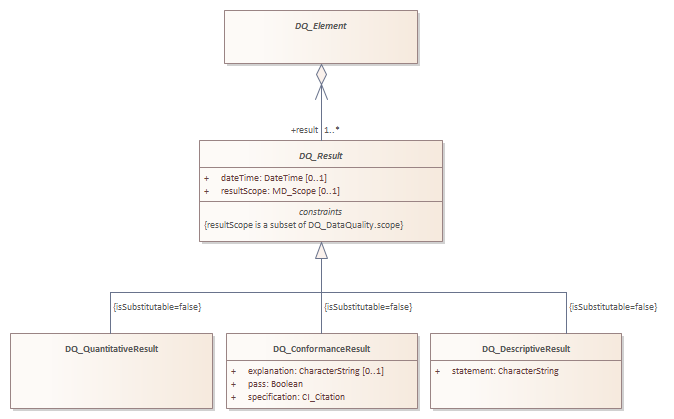 DQ_Element
+result 1..*
DQ_Result
+ dateTime: DateTime [0..1]
+ resultScope: MD_Scope [0..1]
constraints
{resultScope is a subset of DQ_DataQuality.scope}
{isSubstitutable=false} {isSubstitutable=false} {isSubstitutable=false}
DQ_QuantitativeResult
DQ_ConformanceResult
+ explanation: CharacterString [0..1]
+ pass: Boolean
+ specification: CI_Citation
DQ_DescriptiveResult
+ statement: CharacterString